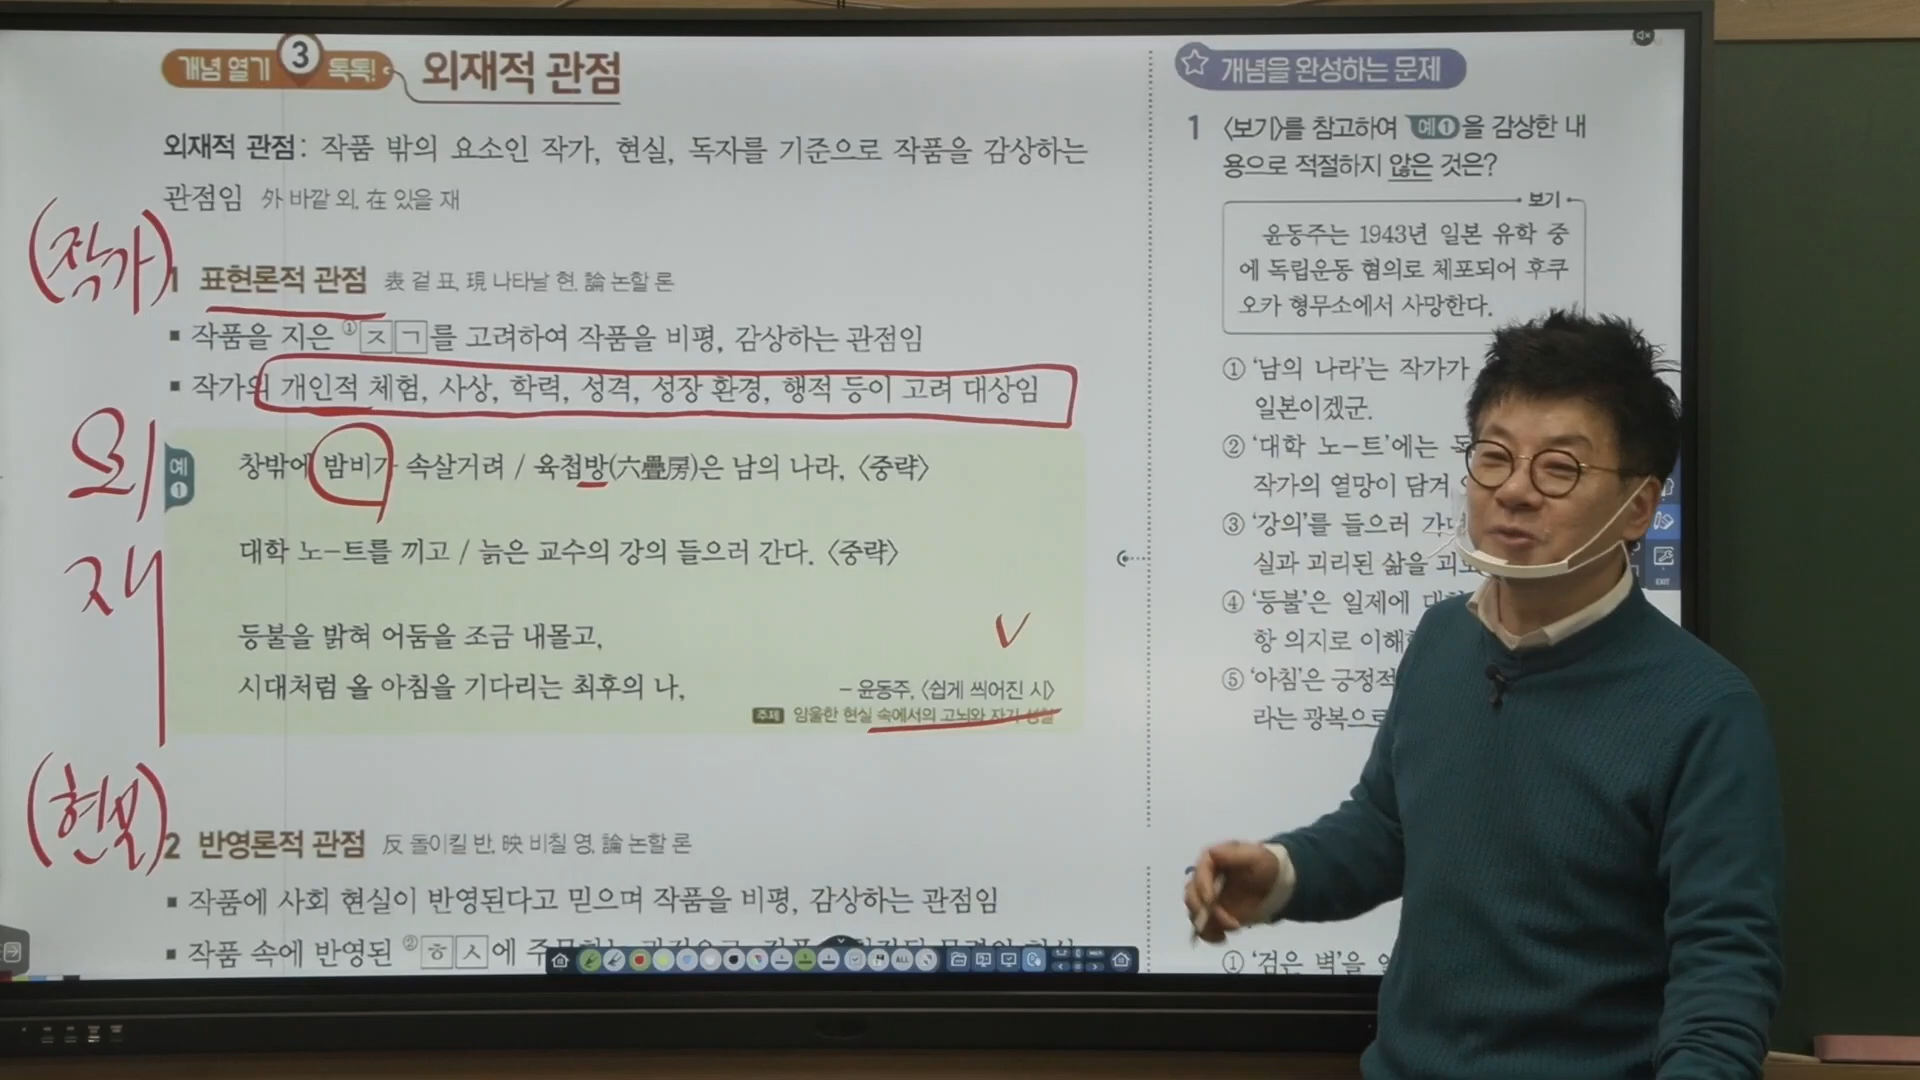 개념 열기 3 톡톡! 외재적 관점
외재적 관점 : 작품 밖의 요소인 작가, 현실, 독자를 기준으로 작품을 감상하는
관점임 外 바깥 외, 在 있을 재
(작가)
1 표현론적 관점 表 겉 표, 現 나타날 현, 論 논할 론
▪ 작품을 지은 ①ㅈㄱ를 고려하여 작품을 비평, 감상하는 관점임
▪ 작가의 개인적 체험, 사상, 학력, 성격, 성장 환경, 행적 등이 고려 대상임
외재
예 1
창밖에 밤비가 속살거려 / 육첩방(六疊房)은 남의 나라, 〈중략〉
대학 노-트를 끼고 / 늙은 교수의 강의 들으러 간다. 〈중략〉
등불을 밝혀 어둠을 조금 내몰고,
시대처럼 올 아침을 기다리는 최후의 나,
- 윤동주, 〈쉽게 씌어진 시〉
주제 암울한 현실 속에서의 고뇌와 자기 성찰
(현실)
2 반영론적 관점 反 돌이킬 반, 映 비칠 영, 論 논할 론
▪ 작품에 사회 현실이 반영된다고 믿으며 작품을 비평, 감상하는 관점임
▪ 작품 속에 반영된 ②ㅎㅅ에
개념을 완성하는 문제
1 〈보기〉를 참고하여 예1을 감상한 내
용으로 적절하지 않은 것은?
보기
윤동주는 1943년 일본 유학 중
에 독립운동 혐의로 체포되어 후쿠
오카 형무소에서 사망한다.
① ‘남의 나라’는 작가가
일본이겠군.
② ‘대학 노-트’에는
작가의 열망이 담겨
③ ‘강의’를 들으러
실과 괴리된 삶을
④ ‘등불’은 일제에
항 의지로
⑤ ‘아침’은 긍정적
라는 광복으로
① ‘검은 벽’을
ALL
EXIT